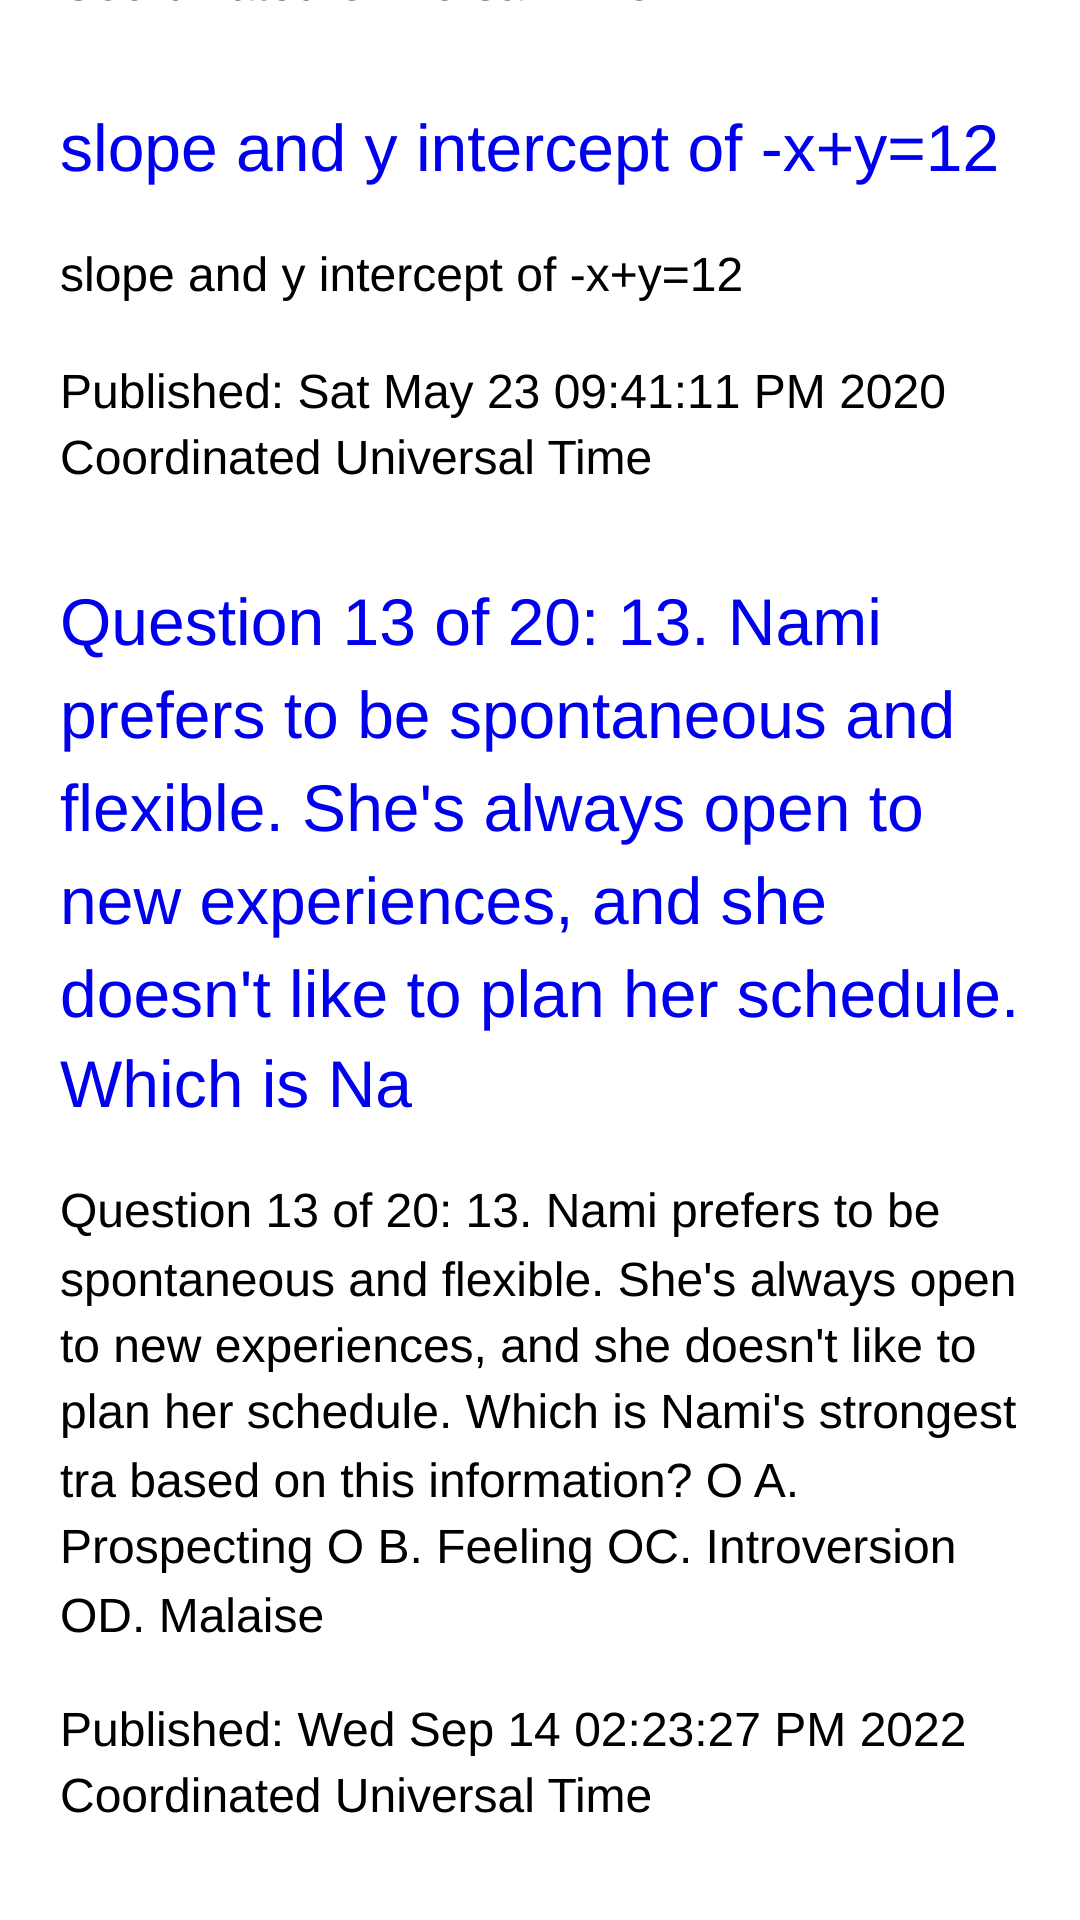 slope and y intercept of -x+y=12
slope and y intercept of -x+y=12
Published: Sat May 23 09:41:11 PM 2020
Coordinated Universal Time
Question 13 of 20: 13. Nami
prefers to be spontaneous and
flexible. She's always open to
new experiences, and she
doesn't like to plan her schedule.
Which is Na
Question 13 of 20: 13. Nami prefers to be
spontaneous and flexible. She's always open
to new experiences, and she doesn't like to
plan her schedule. Which is Nami's strongest
tra based on this information? O A.
Prospecting O B. Feeling OC. Introversion
OD. Malaise
Published: Wed Sep 14 02:23:27 PM 2022
Coordinated Universal Time